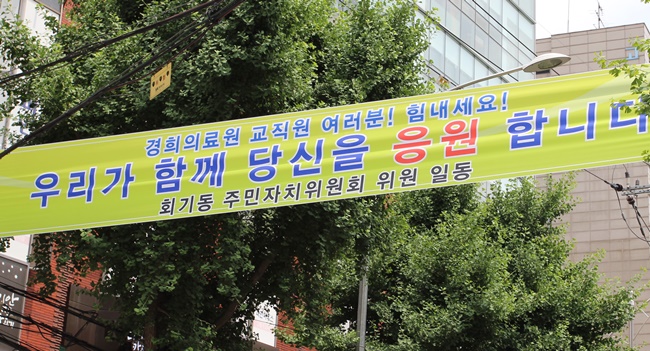 경희의료원 교직원 여러분! 힘내세요!
우리가 함께 당신을 응원 합니다
회기동 주민자치위원회 위원 일동